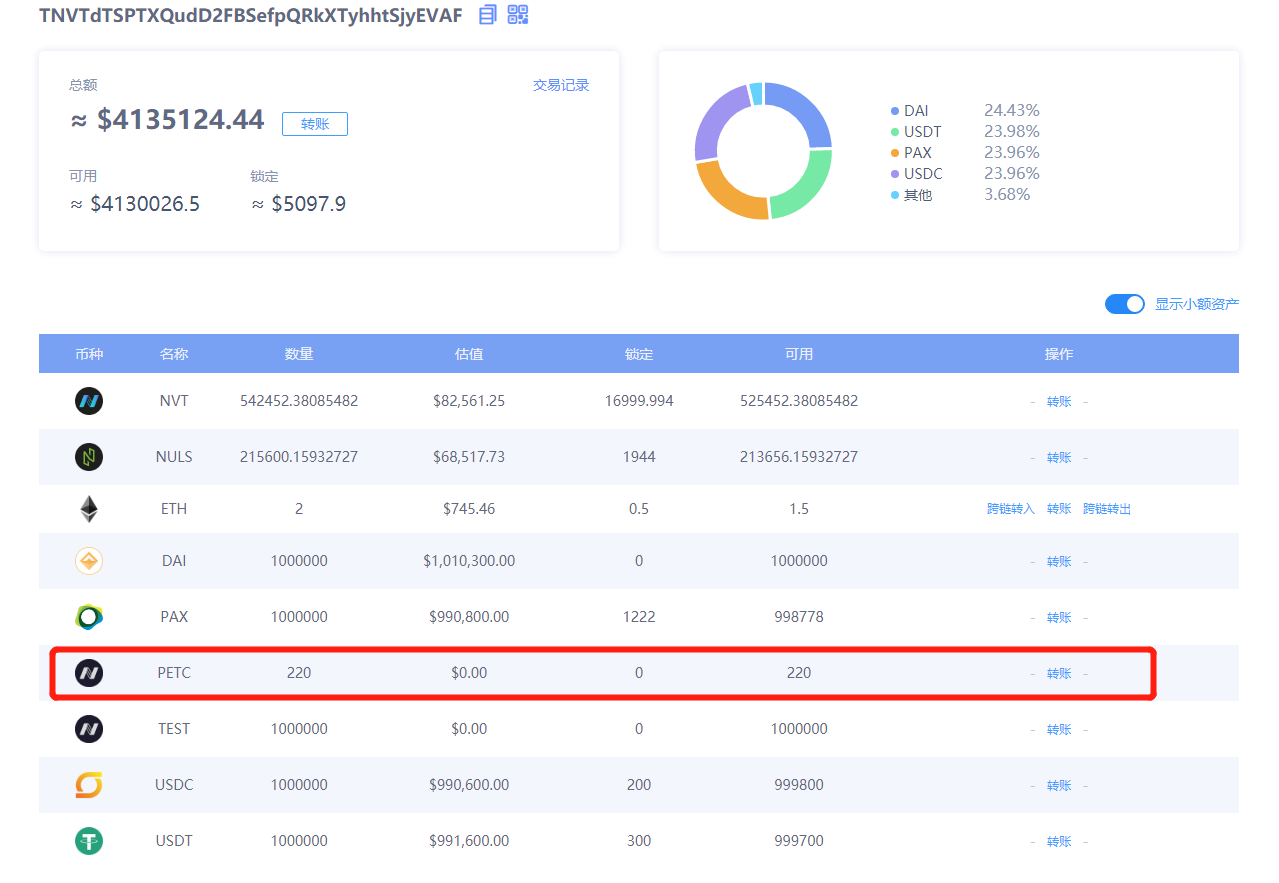 TNVTdTSPTXQudD2FBSefpQRkXTyhhtSjyEVAF
总额 交易记录
≈ $4135124.44 转账
可用 锁定
≈ $4130026.5 ≈ $5097.9
DAI 24.43%
USDT 23.98%
PAX 23.96%
USDC 23.96%
其他 3.68%
显示小额资产
币种 名称 数量 估值 锁定 可用 操作
NVT 542452.38085482 $82,561.25 16999.994 525452.38085482 - 转账 -
NULS 215600.15932727 $68,517.73 1944 213656.15932727 - 转账 -
ETH 2 $745.46 0.5 1.5 跨链转入 转账 跨链转出
DAI 1000000 $1,010,300.00 0 1000000 - 转账 -
PAX 1000000 $990,800.00 1222 998778 - 转账 -
PETC 220 $0.00 0 220 - 转账 -
TEST 1000000 $0.00 0 1000000 - 转账 -
USDC 1000000 $990,600.00 200 999800 - 转账 -
USDT 1000000 $991,600.00 300 999700 - 转账 -